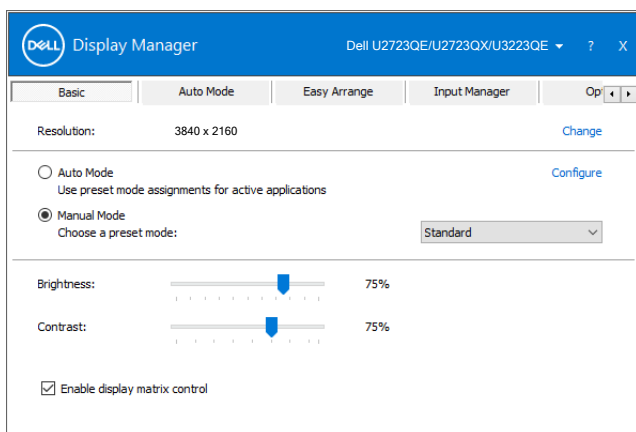 DELL Display Manager Dell U2723QE/U2723QX/U3223QE ? X
Basic Auto Mode Easy Arrange Input Manager Op
Resolution: 3840 x 2160 Change
Auto Mode Configure
Use preset mode assignments for active applications
Manual Mode
Choose a preset mode: Standard
Brightness: 75%
Contrast: 75%
Enable display matrix control